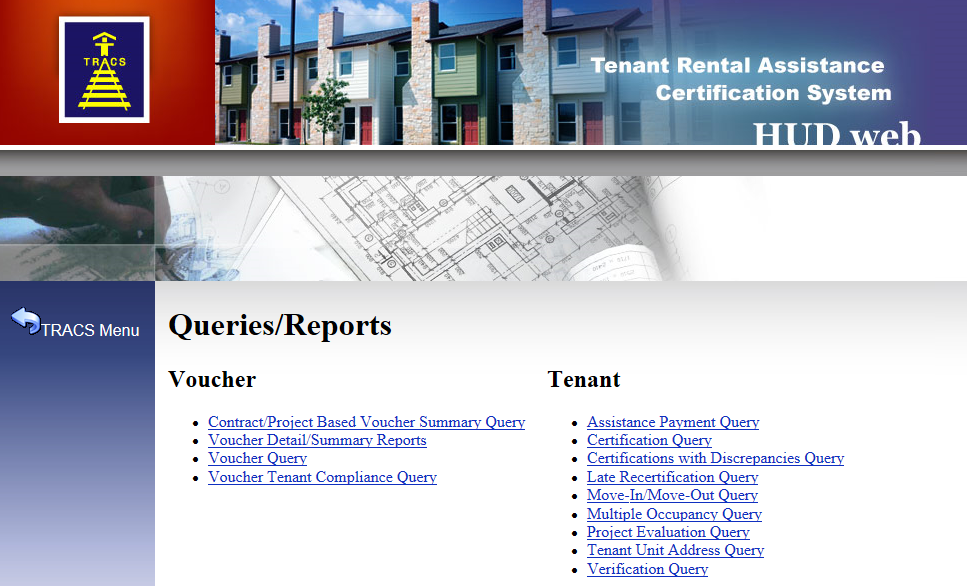 TRACS
Tenant Rental Assistance
Certification System
HUD web
TRACS Menu
Queries/Reports
Voucher
Contract/Project Based Voucher Summary Query
Voucher Detail/Summary Reports
Voucher Query
Voucher Tenant Compliance Query
Tenant
Assistance Payment Query
Certification Query
Certifications with Discrepancies Query
Late Recertification Query
Move-In/Move-Out Query
Multiple Occupancy Query
Project Evaluation Query
Tenant Unit Address Query
Verification Query